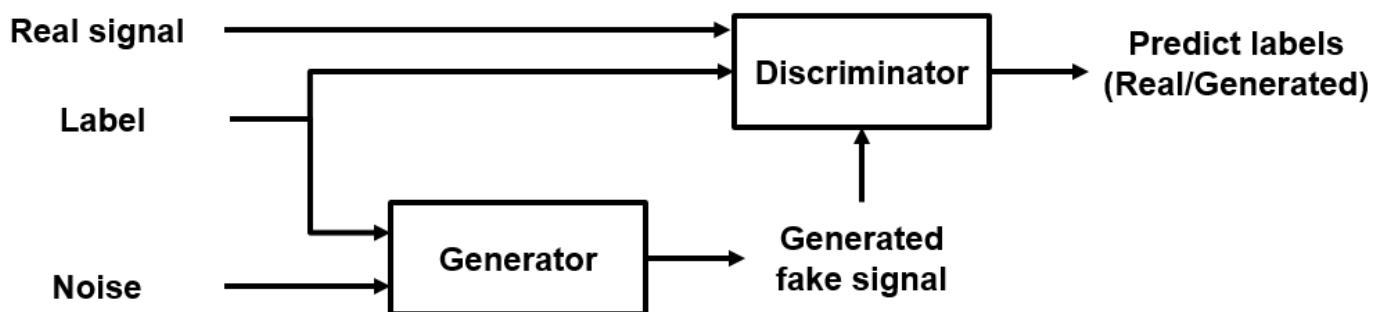 Real signal
Label
Noise
Generator
Generated
fake signal
Discriminator
Predict labels
(Real/Generated)